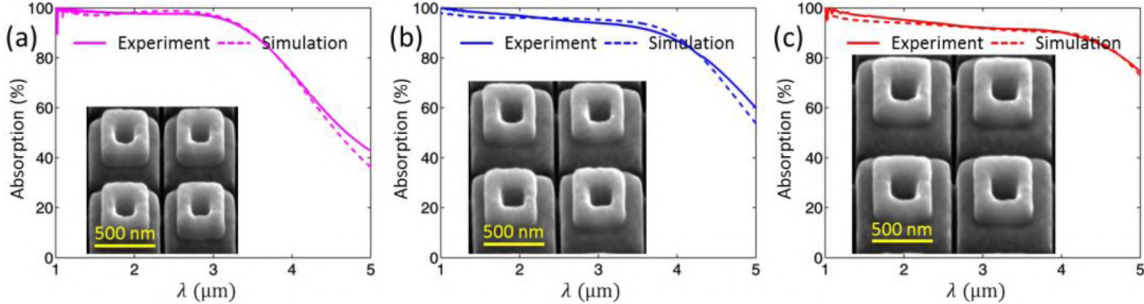 (a)
Absorption (%)
100
80
60
40
20
0
Experiment
Simulation
500 nm
1
2
3
4
5
λ (μm)
(b)
Absorption (%)
100
80
60
40
20
0
Experiment
Simulation
500 nm
1
2
3
4
5
λ (μm)
(c)
Absorption (%)
100
80
60
40
20
0
Experiment
Simulation
500 nm
1
2
3
4
5
λ (μm)